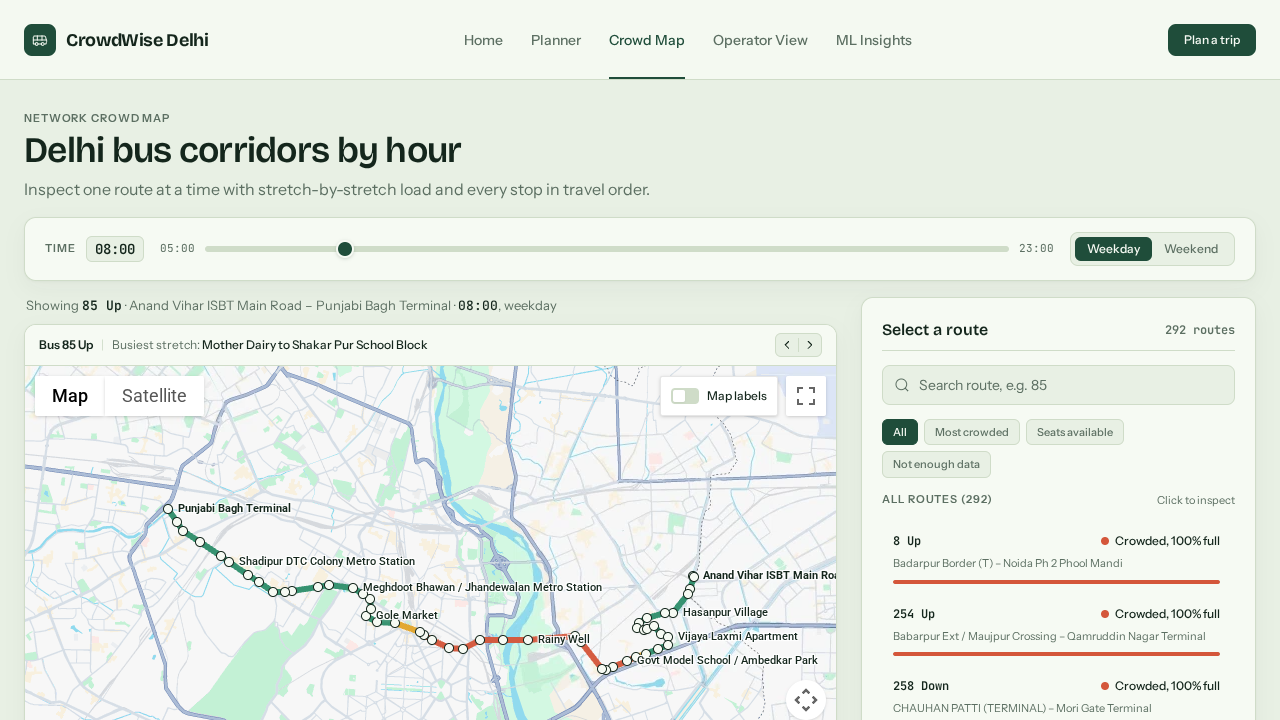 CrowdWise Delhi
Home
Planner
Crowd Map
Operator View
ML Insights
Plan a trip
NETWORK CROWD MAP
Delhi bus corridors by hour
Inspect one route at a time with stretch-by-stretch load and every stop in travel order.
TIME
08:00
05:00
23:00
Weekday
Weekend
Showing 85 Up · Anand Vihar ISBT Main Road – Punjabi Bagh Terminal · 08:00, weekday
Bus 85 Up
Busiest stretch: Mother Dairy to Shakar Pur School Block
Map
Satellite
Map labels
Punjabi Bagh Terminal
Shadipur DTC Colony Metro Station
Meghdoot Bhawan / Jhandewalan Metro Station
Anand Vihar ISBT Main Roa
Gole Market
Hasanpur Village
Rainy Well
Vijaya Laxmi Apartment
Govt Model School / Ambedkar Park
Select a route
292 routes
Search route, e.g. 85
All
Most crowded
Seats available
Not enough data
ALL ROUTES (292)
Click to inspect
8 Up
Crowded, 100% full
Badarpur Border (T) – Noida Ph 2 Phool Mandi
254 Up
Crowded, 100% full
Babarpur Ext / Maujpur Crossing – Qamruddin Nagar Terminal
258 Down
Crowded, 100% full
CHAUHAN PATTI (TERMINAL) – Mori Gate Terminal